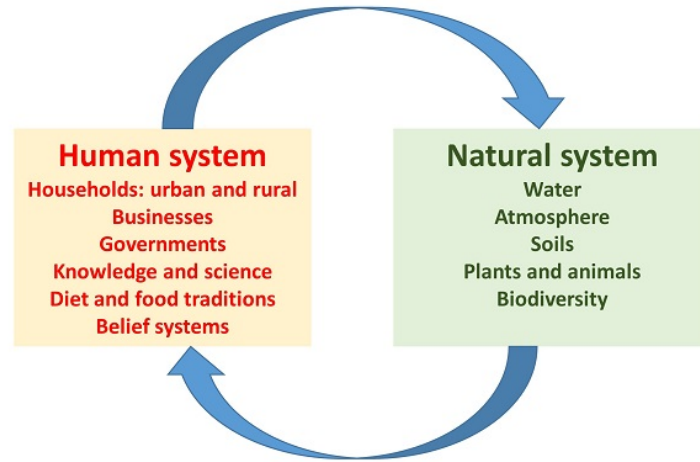 Human system
Households: urban and rural
Businesses
Governments
Knowledge and science
Diet and food traditions
Belief systems
Natural system
Water
Atmosphere
Soils
Plants and animals
Biodiversity